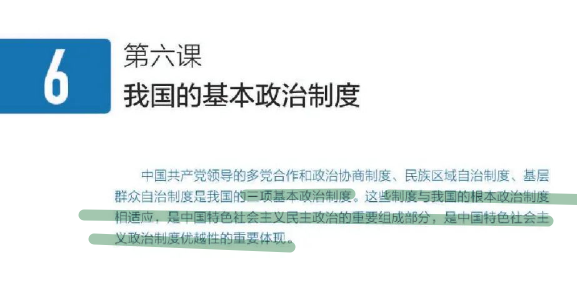 6
第六课
我国的基本政治制度
中国共产党领导的多党合作和政治协商制度、民族区域自治制度、基层
群众自治制度是我国的三项基本政治制度。这些制度与我国的根本政治制度
相适应，是中国特色社会主义民主政治的重要组成部分，是中国特色社会主
义政治制度优越性的重要体现。